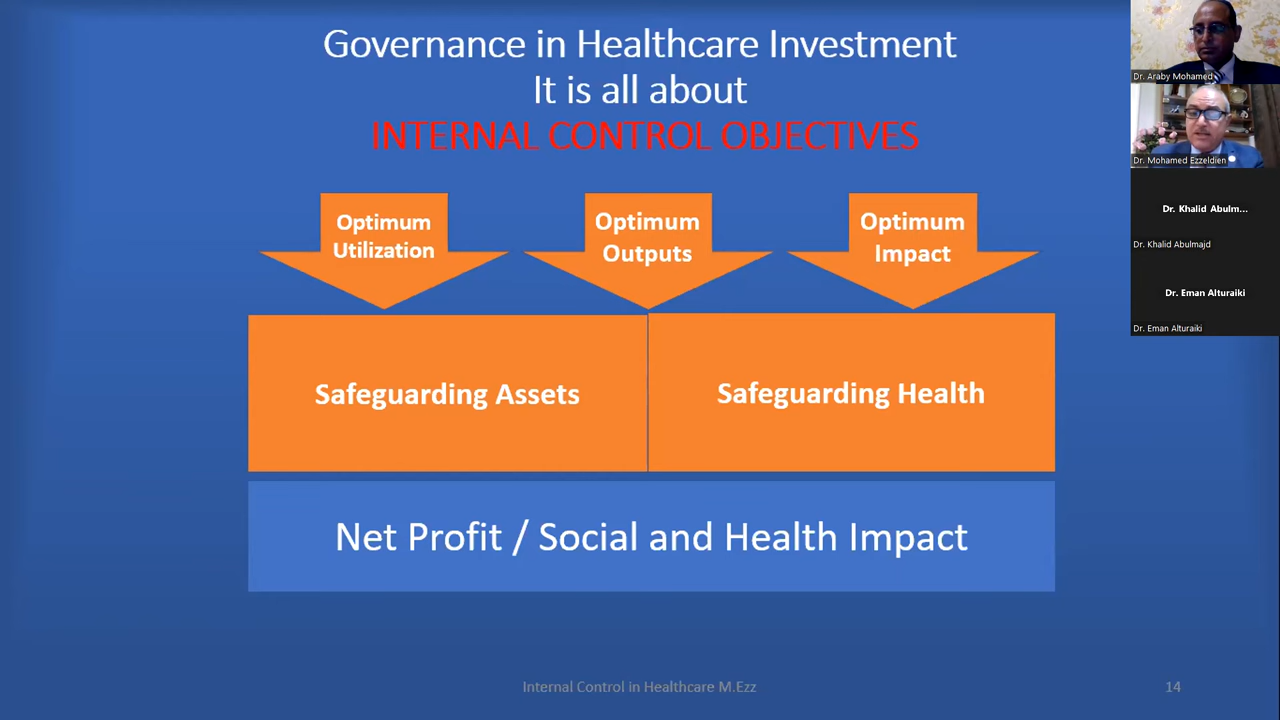 Governance in Healthcare Investment
It is all about
INTERNAL CONTROL OBJECTIVES
Optimum
Utilization
Optimum
Outputs
Optimum
Impact
Safeguarding Assets
Safeguarding Health
Net Profit / Social and Health Impact
Internal Control in Healthcare M.Ezz
14
Dr. Araby Mohamed
Dr. Mohamed Ezzeldien
Dr. Khalid Abulm...
Dr. Khalid Abulmajd
Dr. Eman Alturaiki
Dr. Eman Alturaiki